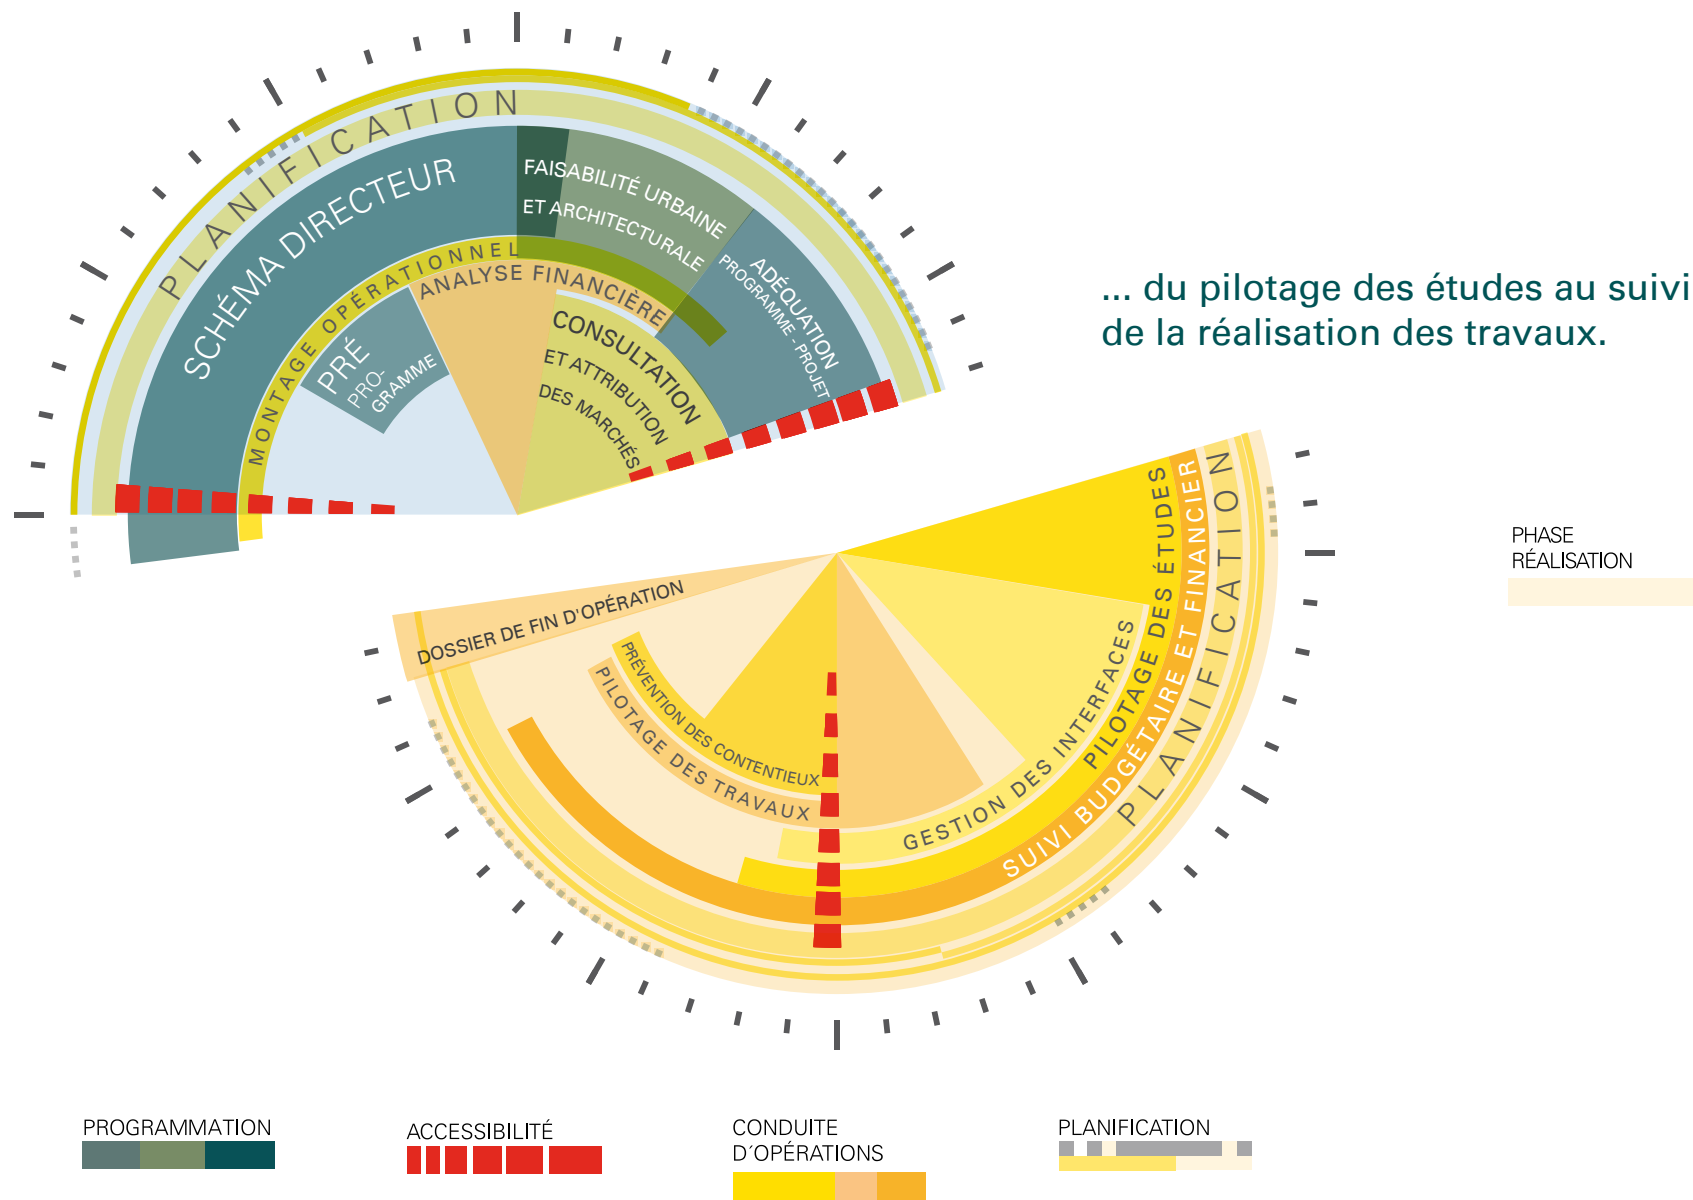 PLANIFICATION
SCHÉMA DIRECTEUR
FAISABILITÉ URBAINE
ET ARCHITECTURALE
ADÉQUATION
PROGRAMME - PROJET
MONTAGE OPÉRATIONNEL
ANALYSE FINANCIÈRE
PRÉ
PRO-
GRAMME
CONSULTATION
ET ATTRIBUTION
DES MARCHÉS
... du pilotage des études au suivi
de la réalisation des travaux.
PLANIFICATION
SUIVI BUDGÉTAIRE ET FINANCIER
PILOTAGE DES ÉTUDES
GESTION DES INTERFACES
DOSSIER DE FIN D'OPÉRATION
PRÉVENTION DES CONTENTIEUX
PILOTAGE DES TRAVAUX
PHASE
RÉALISATION
PROGRAMMATION
ACCESSIBILITÉ
CONDUITE
D´OPÉRATIONS
PLANIFICATION